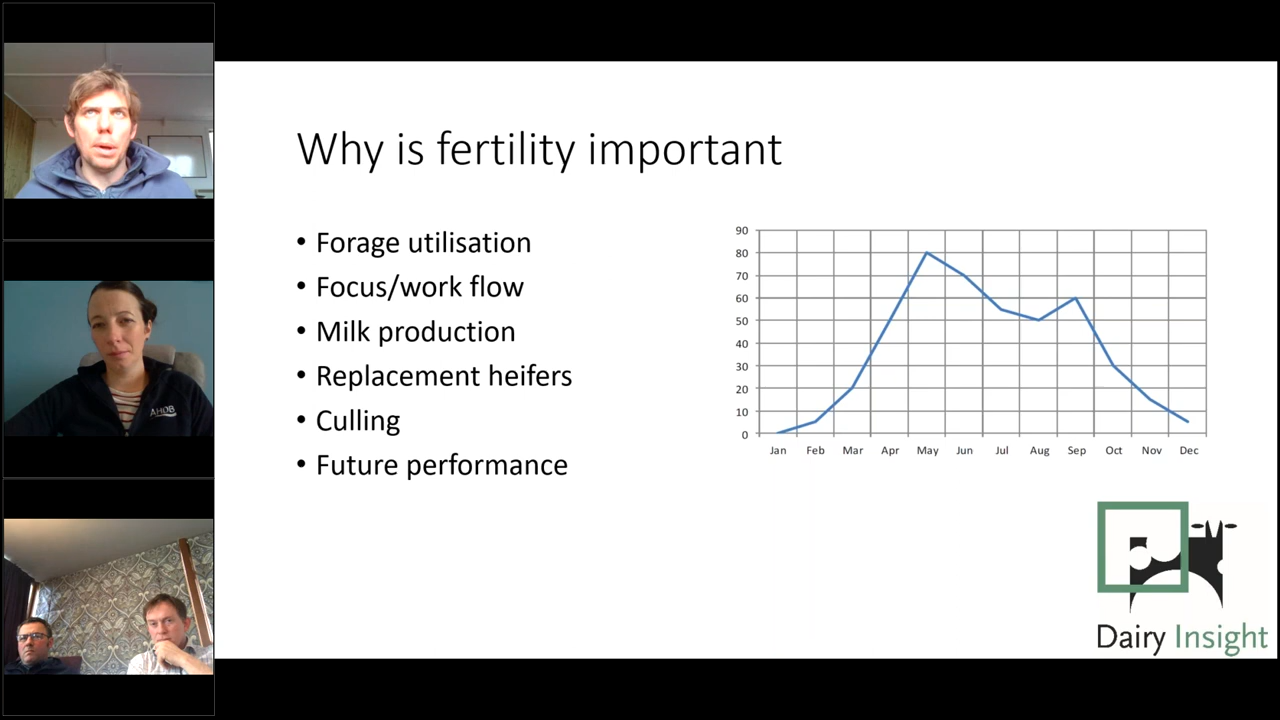 Why is fertility important
• Forage utilisation
• Focus/work flow
• Milk production
• Replacement heifers
• Culling
• Future performance
90
80
70
60
50
40
30
20
10
0
Jan Feb Mar Apr May Jun Jul Aug Sep Oct Nov Dec
AHDB
Dairy Insight